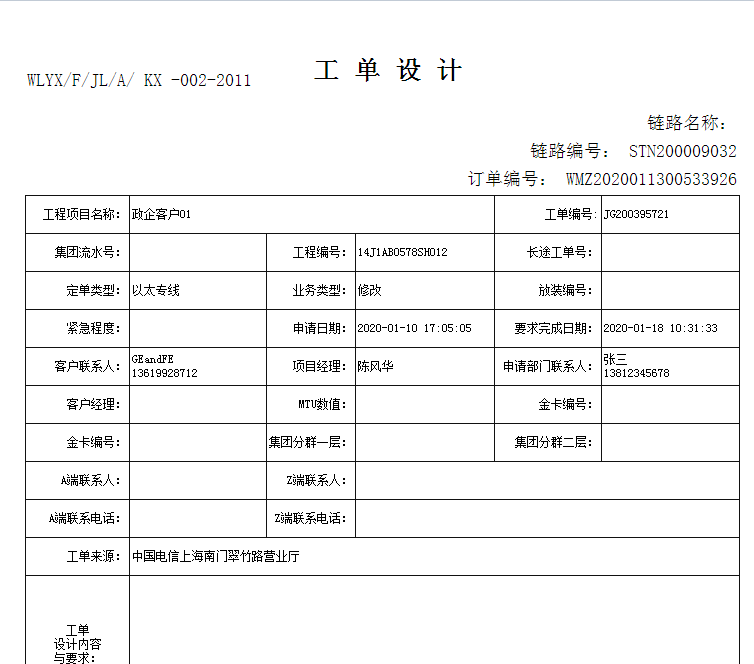 工 单 设 计
WLYX/F/JL/A/ KX -002-2011
链路名称：
链路编号： STN200009032
订单编号： WMZ2020011300533926
工程项目名称： 政企客户01 工单编号： JG200395721
集团流水号： 工程编号： 14J1AB0578SH012 长途工单号：
定单类型： 以太专线 业务类型： 修改 放装编号：
紧急程度： 申请日期： 2020-01-10 17:05:05 要求完成日期： 2020-01-18 10:31:33
客户联系人： GEandFE 13619928712 项目经理： 陈风华 申请部门联系人： 张三 13812345678
客户经理： MTU数值： 金卡编号：
金卡编号： 集团分群一层： 集团分群二层：
A端联系人： Z端联系人：
A端联系电话： Z端联系电话：
工单来源： 中国电信上海南门翠竹路营业厅
工单
设计内容
与要求：